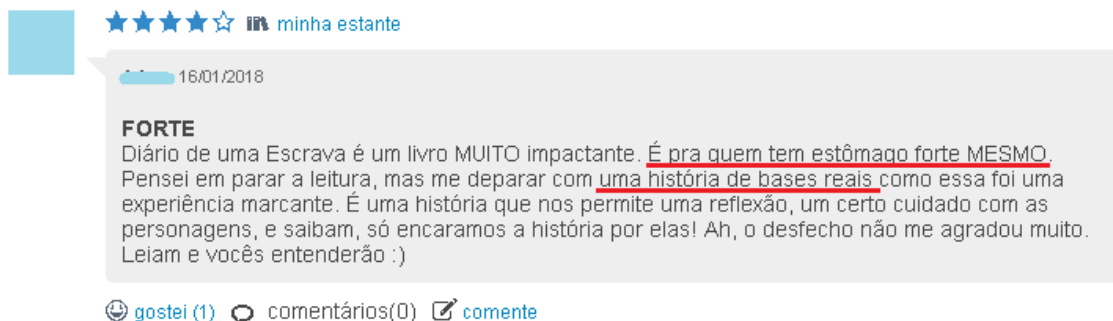 minha estante
16/01/2018
FORTE
Diário de uma Escrava é um livro MUITO impactante. É pra quem tem estômago forte MESMO.
Pensei em parar a leitura, mas me deparar com uma história de bases reais como essa foi uma
experiência marcante. É uma história que nos permite uma reflexão, um certo cuidado com as
personagens, e saibam, só encaramos a história por elas! Ah, o desfecho não me agradou muito.
Leiam e vocês entenderão :)
gostei (1) comentários(0) comente